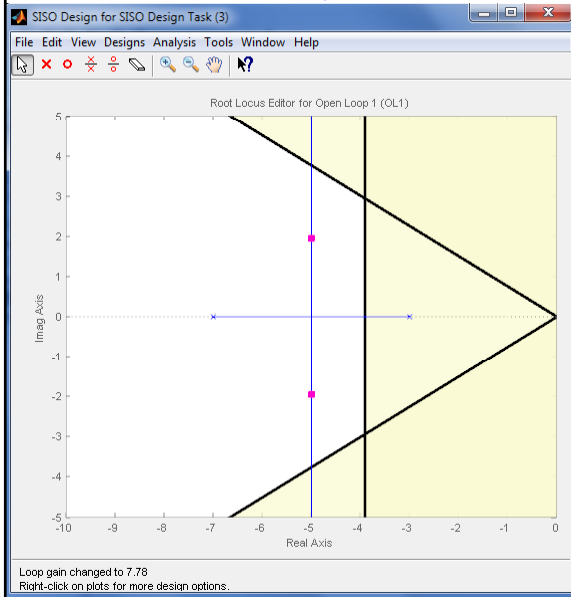 SISO Design for SISO Design Task (3)
File Edit View Designs Analysis Tools Window Help
Root Locus Editor for Open Loop 1 (OL1)
5
4
3
2
1
0
-1
-2
-3
-4
-5
Imag Axis
-10 -9 -8 -7 -6 -5 -4 -3 -2 -1 0
Real Axis
Loop gain changed to 7.78
Right-click on plots for more design options.